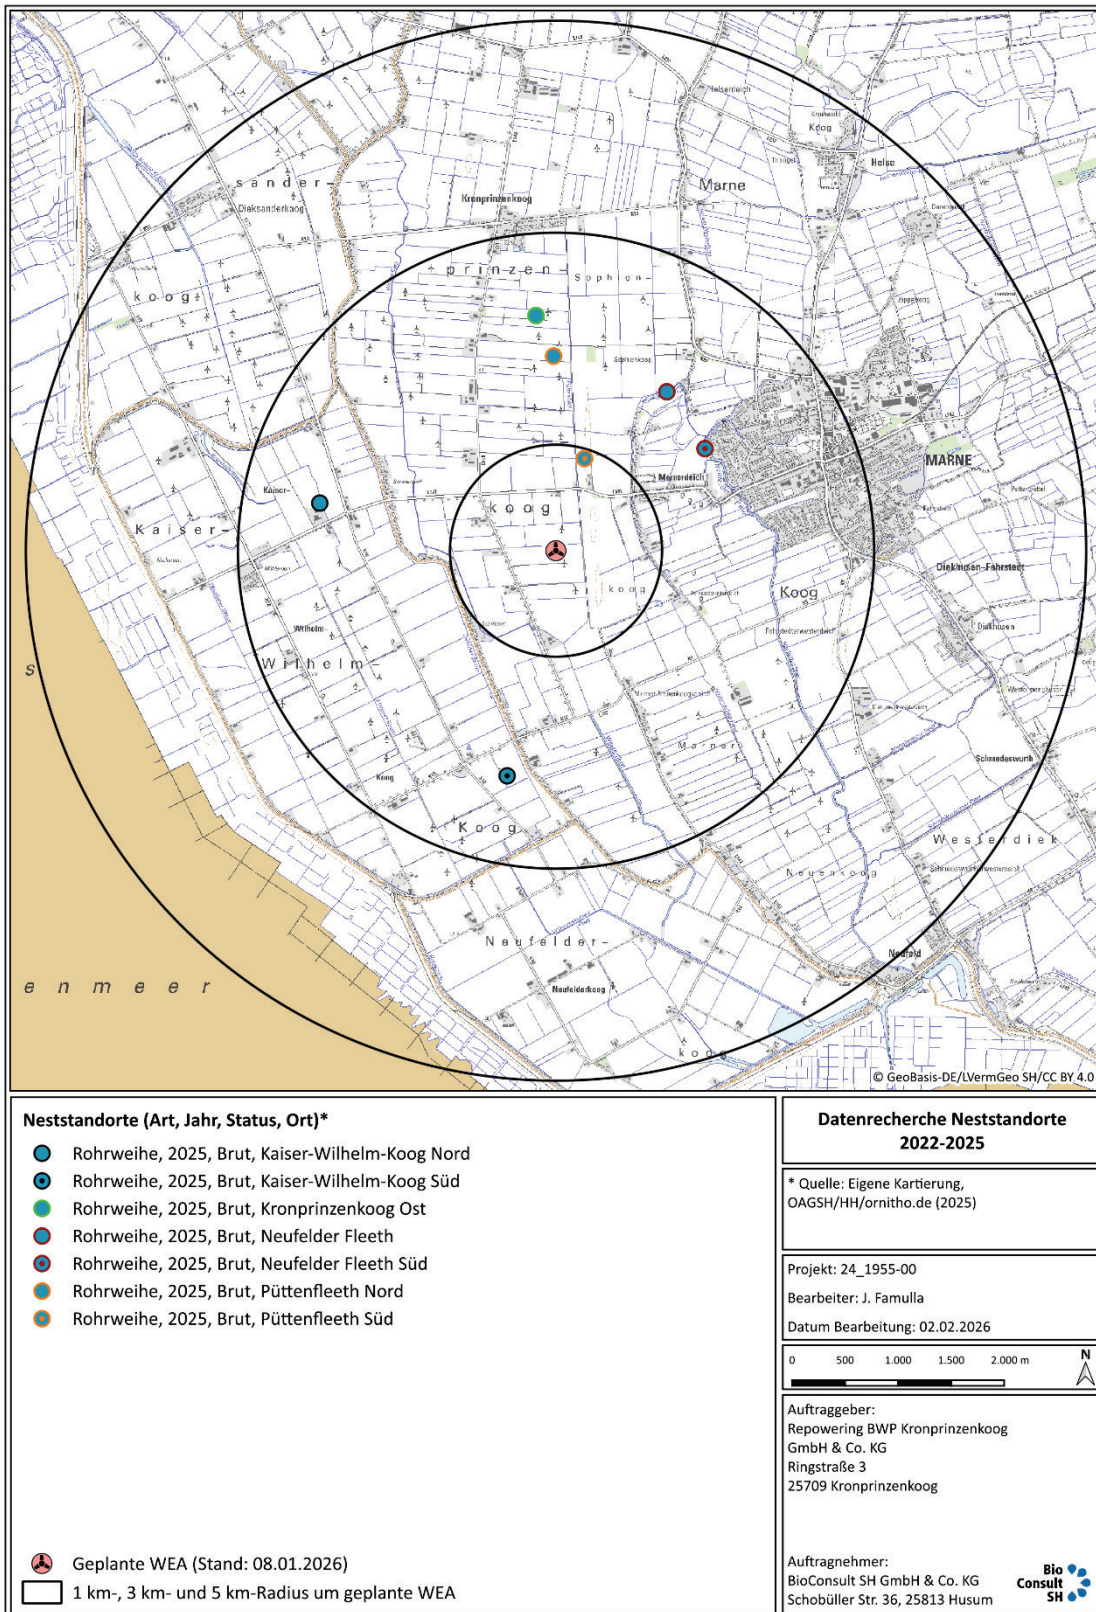 sander-
Dieksanderkoog
koog
Kronprinzenkoog
prinzen-
Sophien-
Sophienkoog
Marne
Helserdeich
Koog
Helse
Kaiser-
Kaiser-
koog
Marnerdeich
MARNE
koog
Koog
Diekhusen-Fahrstedt
Diekhusen
Fahrstedterwesterdeich
Wilhelm-
Wilhelm-
Marner-
Koog
Koog
Schmedeswurth
Westerdiek
Neuenkoog
s
Neufelder-
Neufeld
Neufelderkoog
koog
enmeer
© GeoBasis-DE/LVermGeo SH/CC BY 4.0
Neststandorte (Art, Jahr, Status, Ort)*
Rohrweihe, 2025, Brut, Kaiser-Wilhelm-Koog Nord
Rohrweihe, 2025, Brut, Kaiser-Wilhelm-Koog Süd
Rohrweihe, 2025, Brut, Kronprinzenkoog Ost
Rohrweihe, 2025, Brut, Neufelder Fleeth
Rohrweihe, 2025, Brut, Neufelder Fleeth Süd
Rohrweihe, 2025, Brut, Püttenfleeth Nord
Rohrweihe, 2025, Brut, Püttenfleeth Süd
Geplante WEA (Stand: 08.01.2026)
1 km-, 3 km- und 5 km-Radius um geplante WEA
Datenrecherche Neststandorte
2022-2025
* Quelle: Eigene Kartierung,
OAGSH/HH/ornitho.de (2025)
Projekt: 24_1955-00
Bearbeiter: J. Famulla
Datum Bearbeitung: 02.02.2026
0 500 1.000 1.500 2.000 m
N
Auftraggeber:
Repowering BWP Kronprinzenkoog
GmbH & Co. KG
Ringstraße 3
25709 Kronprinzenkoog
Auftragnehmer:
BioConsult SH GmbH & Co. KG
Schobüller Str. 36, 25813 Husum
Bio
Consult
SH